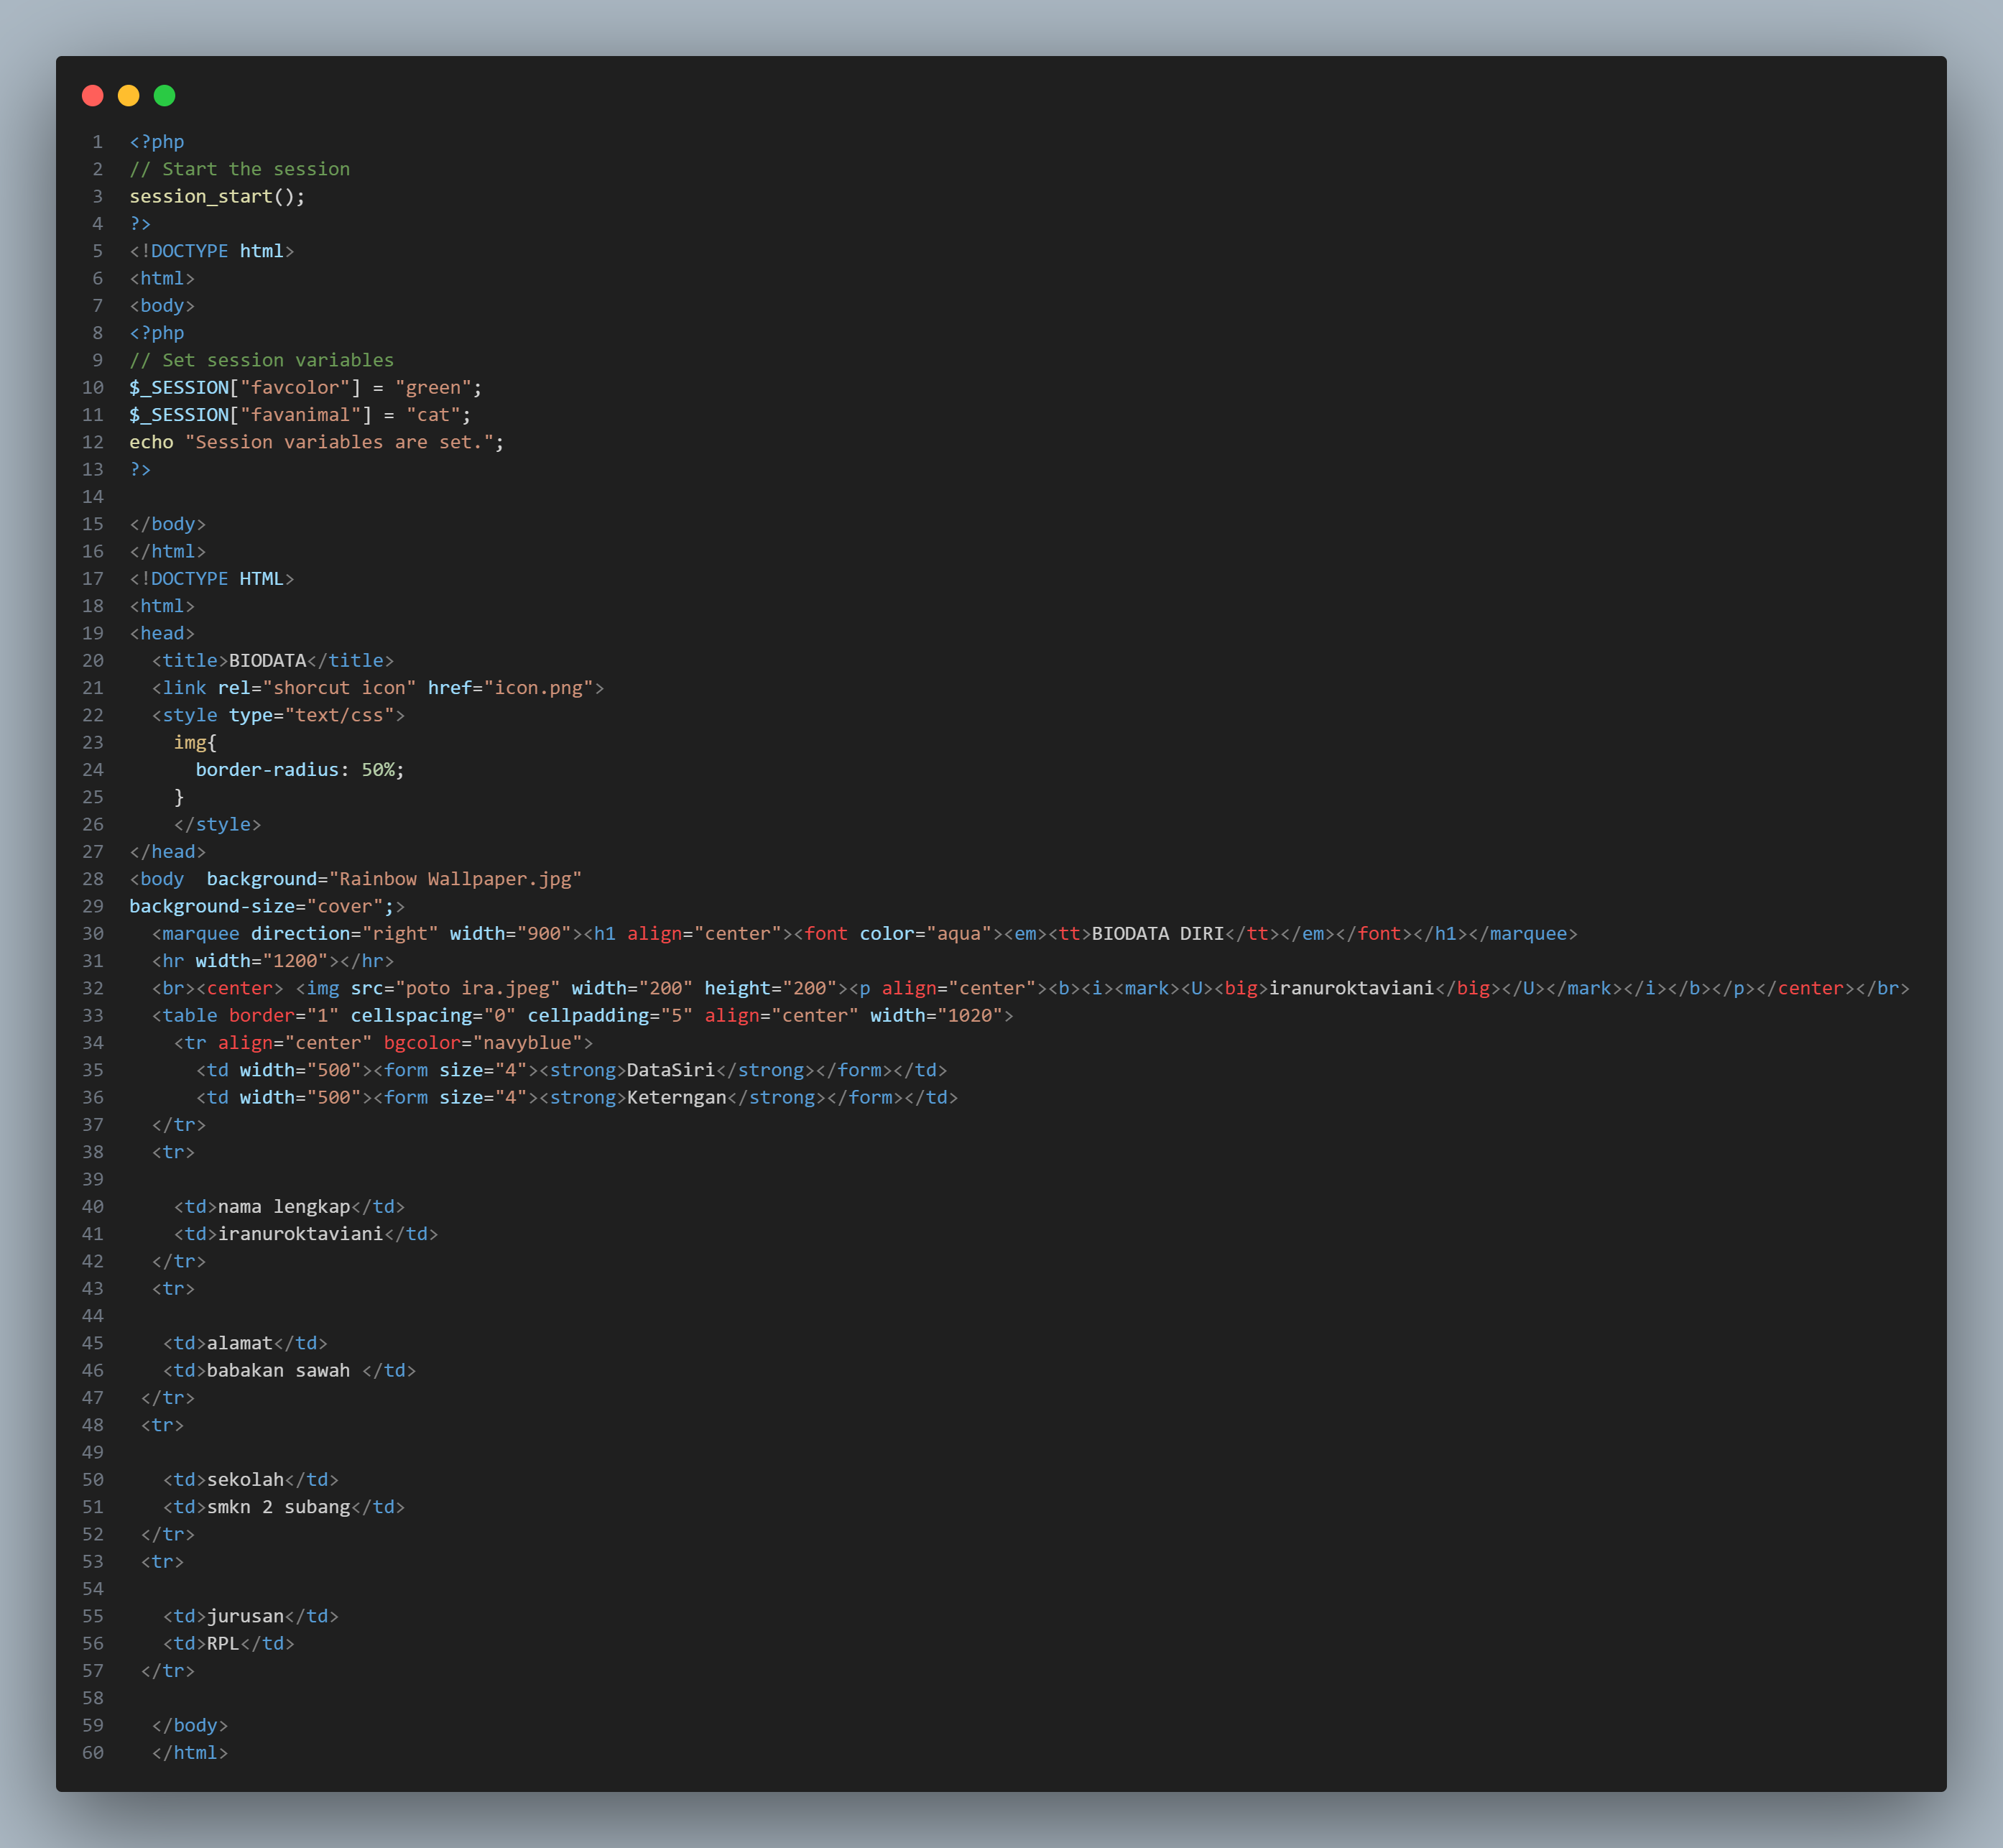 1 <?php
2 // Start the session
3 session_start();
4 ?>
5 <!DOCTYPE html>
6 <html>
7 <body>
8 <?php
9 // Set session variables
10 $_SESSION["favcolor"] = "green";
11 $_SESSION["favanimal"] = "cat";
12 echo "Session variables are set.";
13 ?>
14
15 </body>
16 </html>
17 <!DOCTYPE HTML>
18 <html>
19 <head>
20   <title>BIODATA</title>
21   <link rel="shorcut icon" href="icon.png">
22   <style type="text/css">
23     img{
24       border-radius: 50%;
25     }
26     </style>
27 </head>
28 <body  background="Rainbow Wallpaper.jpg"
29 background-size="cover";>
30   <marquee direction="right" width="900"><h1 align="center"><font color="aqua"><em><tt>BIODATA DIRI</tt></em></font></h1></marquee>
31   <hr width="1200"></hr>
32   <br><center> <img src="poto ira.jpeg" width="200" height="200"><p align="center"><b><i><mark><U><big>iranuroktaviani</big></U></mark></i></b></p></center></br>
33   <table border="1" cellspacing="0" cellpadding="5" align="center" width="1020">
34     <tr align="center" bgcolor="navyblue">
35       <td width="500"><form size="4"><strong>DataSiri</strong></form></td>
36       <td width="500"><form size="4"><strong>Keterngan</strong></form></td>
37   </tr>
38   <tr>
39
40     <td>nama lengkap</td>
41     <td>iranuroktaviani</td>
42   </tr>
43   <tr>
44
45    <td>alamat</td>
46    <td>babakan sawah </td>
47  </tr>
48  <tr>
49
50    <td>sekolah</td>
51    <td>smkn 2 subang</td>
52  </tr>
53  <tr>
54
55    <td>jurusan</td>
56    <td>RPL</td>
57  </tr>
58
59   </body>
60   </html>